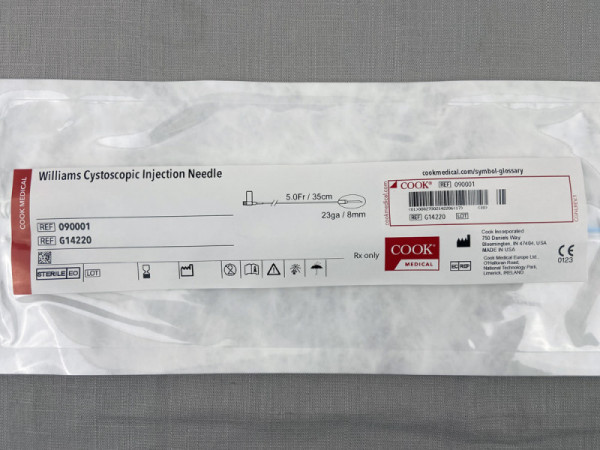 COOK MEDICAL
Williams Cystoscopic Injection Needle
5.0Fr / 35cm
23ga / 8mm
REF 090001
REF G14220
STERILE EO LOT
Rx only
cookmedical.com/symbol-glossary
COOK® REF 090001
REF G14220 LOT
COOK®
MEDICAL
Cook Incorporated
750 Daniels Way
Bloomington, IN 47404, U.S.A.
MADE IN USA
EC REP
Cook Medical Europe Ltd.
O'Halloran Road,
National Technology Park,
Limerick, IRELAND
CE
0123